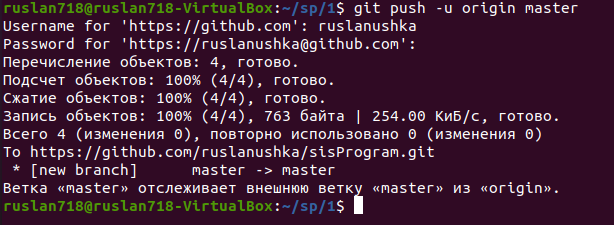 ruslan718@ruslan718-VirtualBox:~/sp/1$ git push -u origin master
Username for 'https://github.com': ruslanushka
Password for 'https://ruslanushka@github.com':
Перечисление объектов: 4, готово.
Подсчет объектов: 100% (4/4), готово.
Сжатие объектов: 100% (4/4), готово.
Запись объектов: 100% (4/4), 763 байта | 254.00 КиБ/с, готово.
Всего 4 (изменения 0), повторно использовано 0 (изменения 0)
To https://github.com/ruslanushka/sisProgram.git
 * [new branch]      master -> master
Ветка «master» отслеживает внешнюю ветку «master» из «origin».
ruslan718@ruslan718-VirtualBox:~/sp/1$